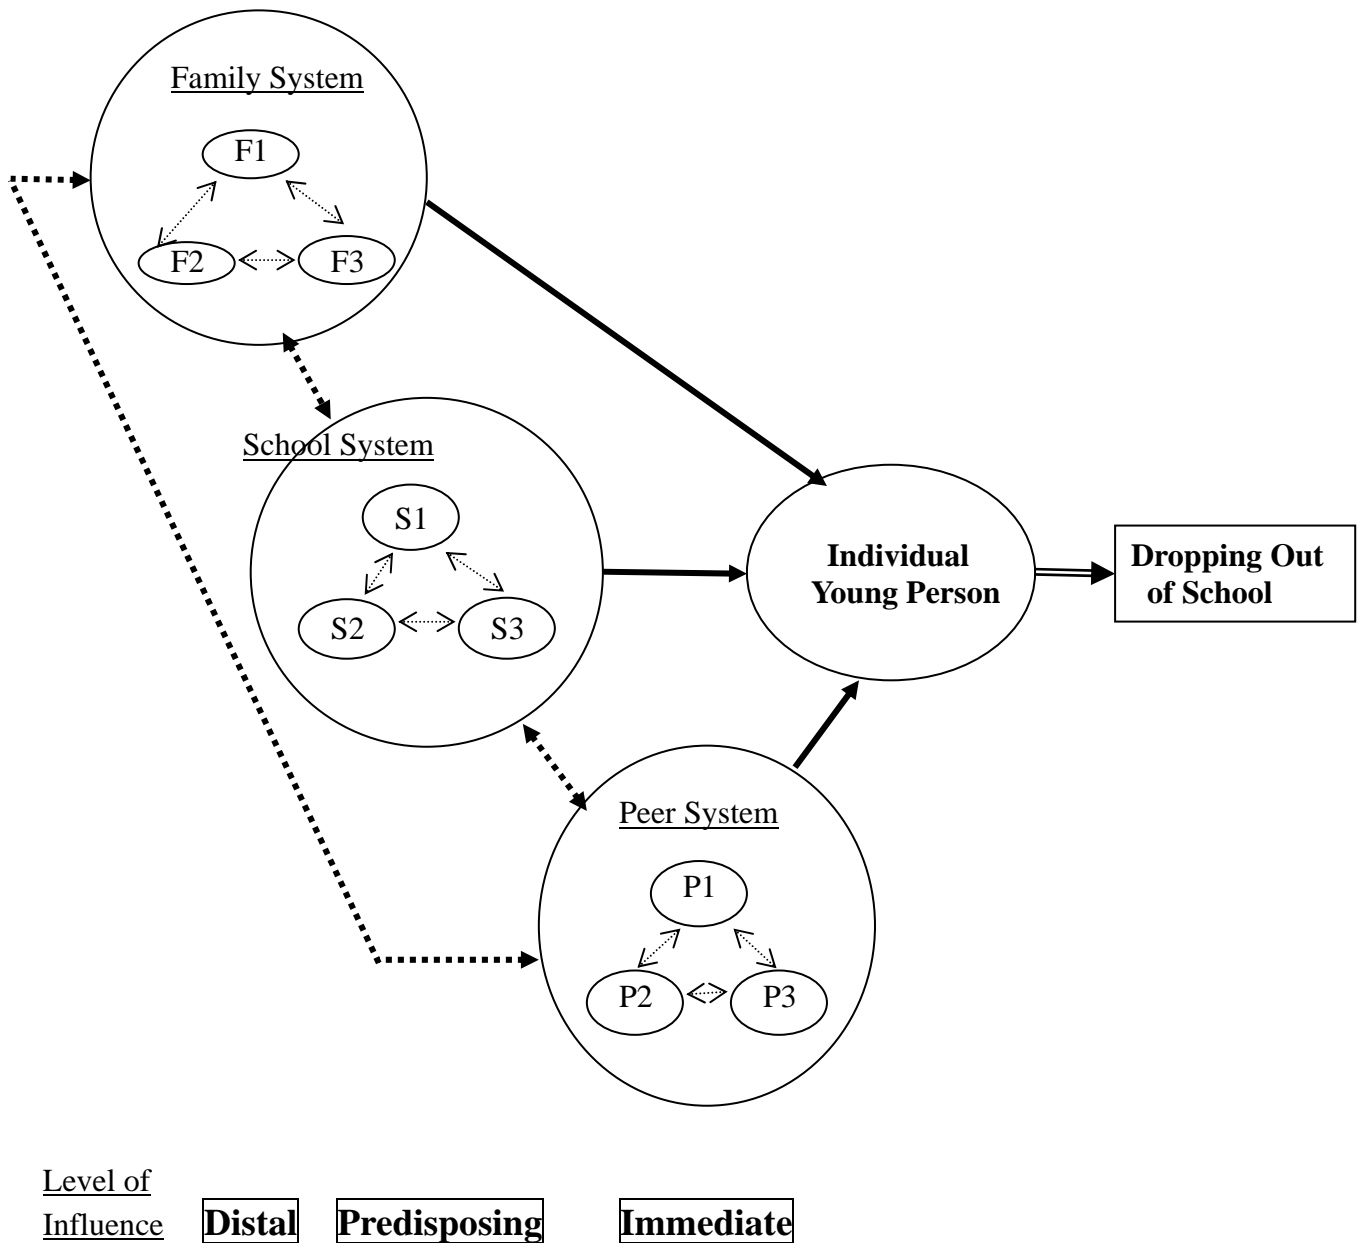 Family System
F1
F2
F3
School System
S1
S2
S3
Individual
Young Person
Dropping Out
of School
Peer System
P1
P2
P3
Level of
Influence
Distal
Predisposing
Immediate